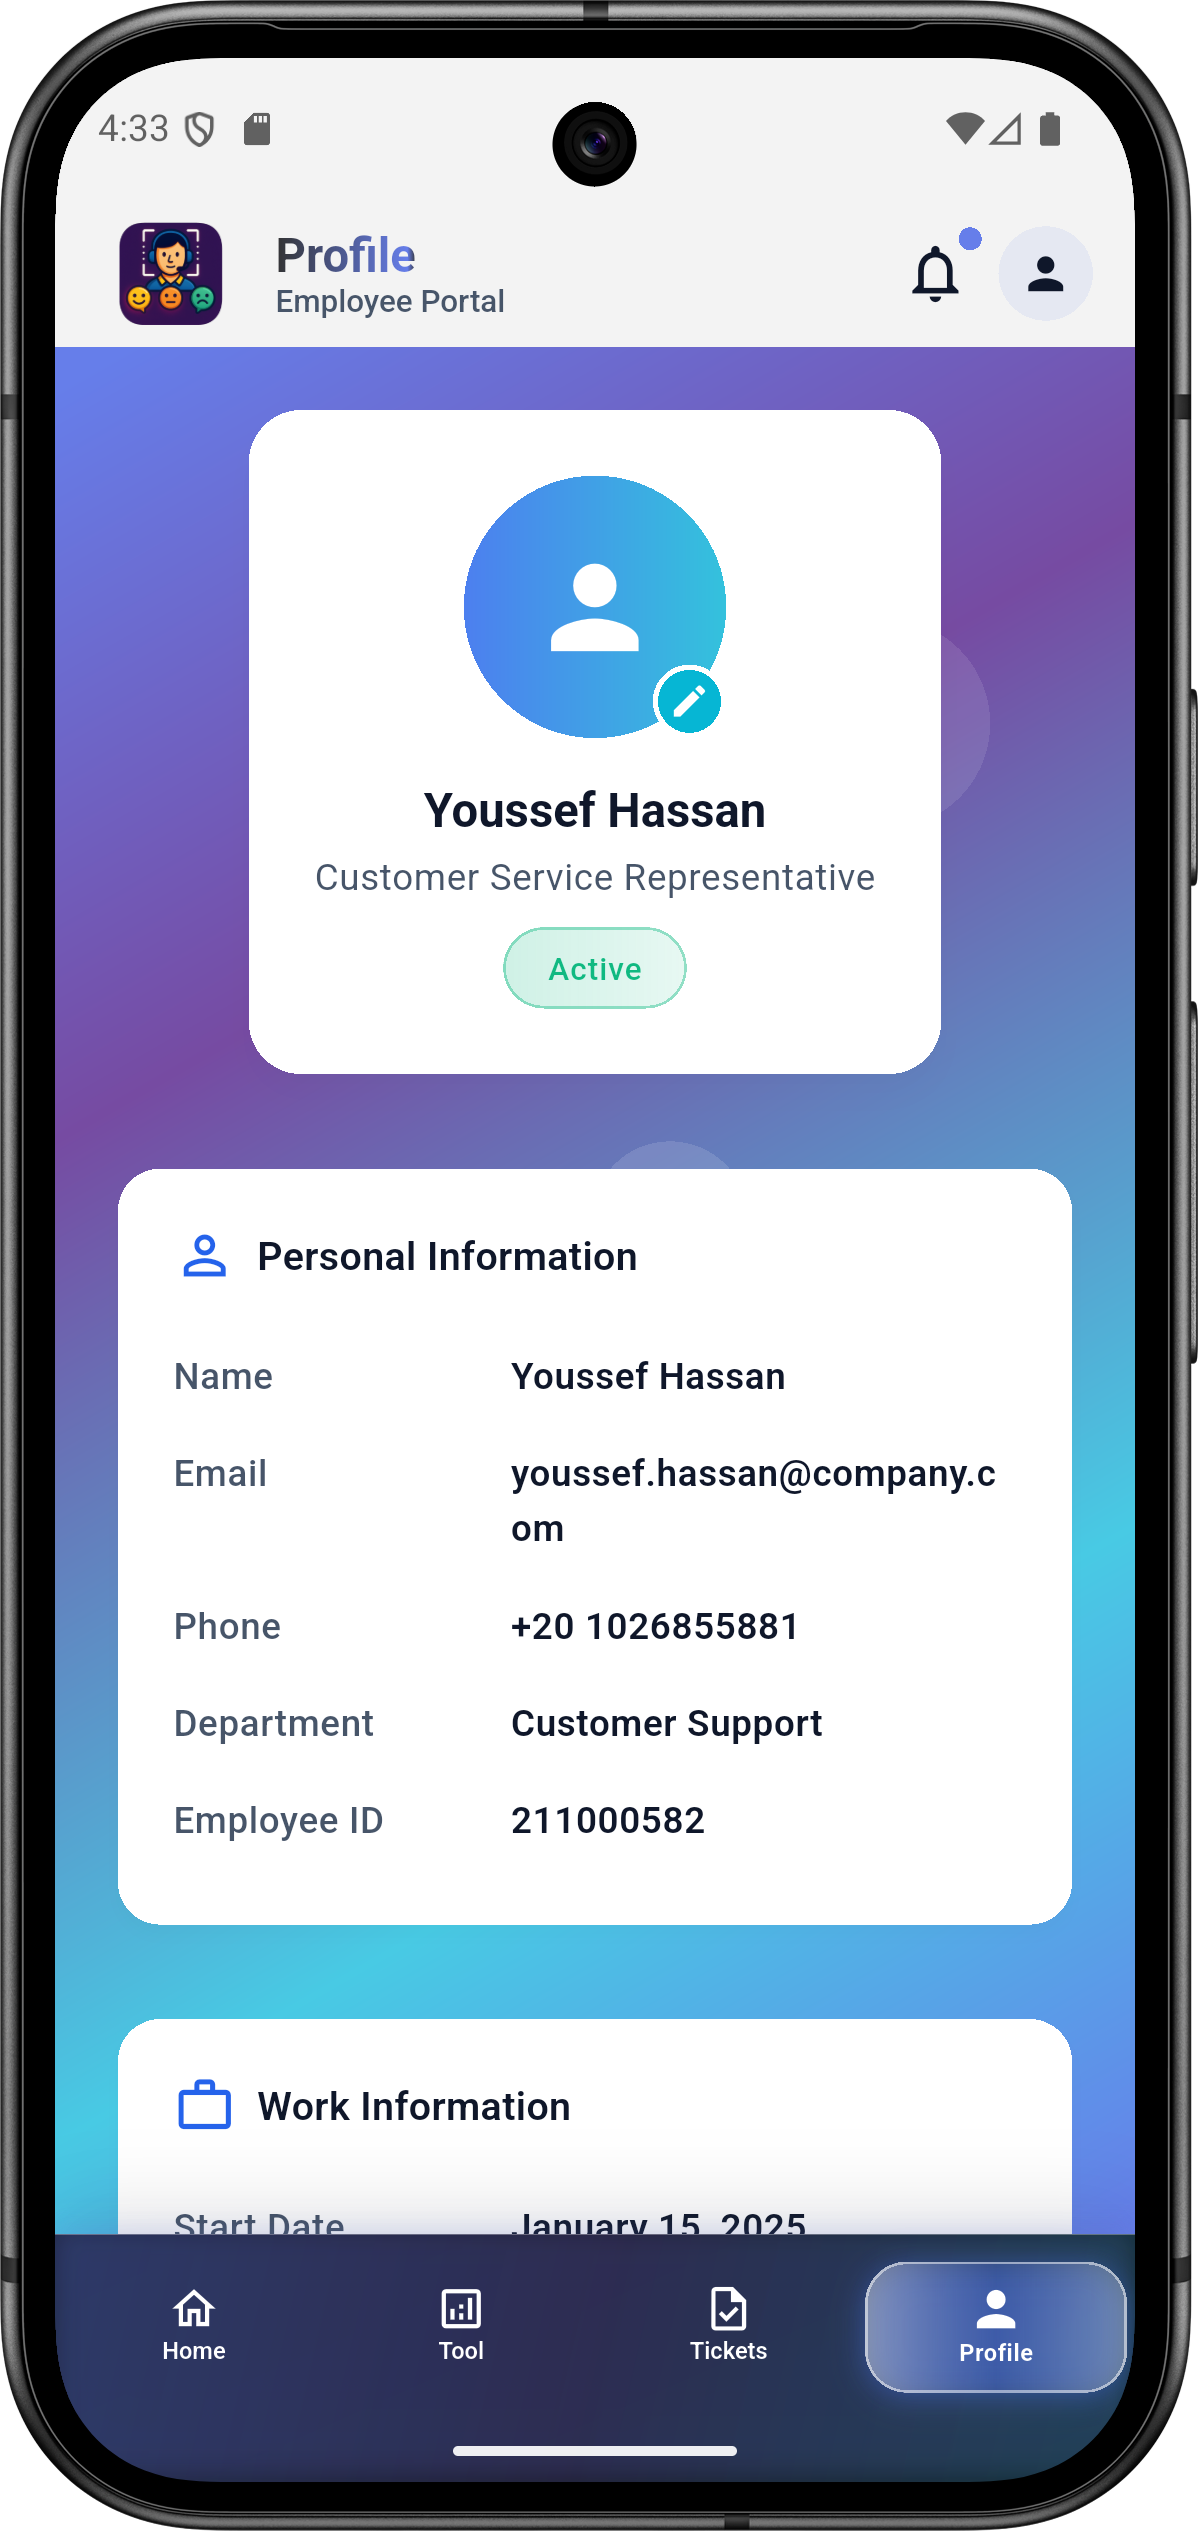 4:33
Profile
Employee Portal
Youssef Hassan
Customer Service Representative
Active
Personal Information
Name Youssef Hassan
Email youssef.hassan@company.c
om
Phone +20 1026855881
Department Customer Support
Employee ID 211000582
Work Information
Start Date January 15, 2025
Home Tool Tickets Profile